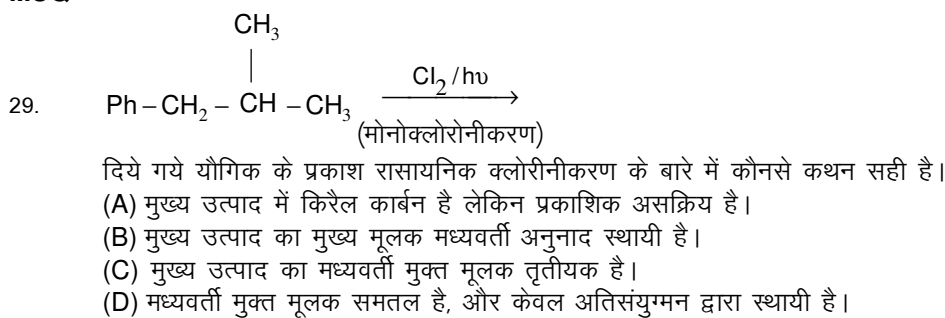 CH₃
|
29. Ph – CH₂ – CH – CH₃ Cl₂ / hυ
(मोनोक्लोरोनीकरण)
दिये गये यौगिक के प्रकाश रासायनिक क्लोरीनीकरण के बारे में कौनसे कथन सही है।
(A) मुख्य उत्पाद में किरैल कार्बन है लेकिन प्रकाशिक असक्रिय है।
(B) मुख्य उत्पाद का मुख्य मूलक मध्यवर्ती अनुनाद स्थायी है।
(C) मुख्य उत्पाद का मध्यवर्ती मुक्त मूलक तृतीयक है।
(D) मध्यवर्ती मुक्त मूलक समतल है, और केवल अतिसंयुग्मन द्वारा स्थायी है।